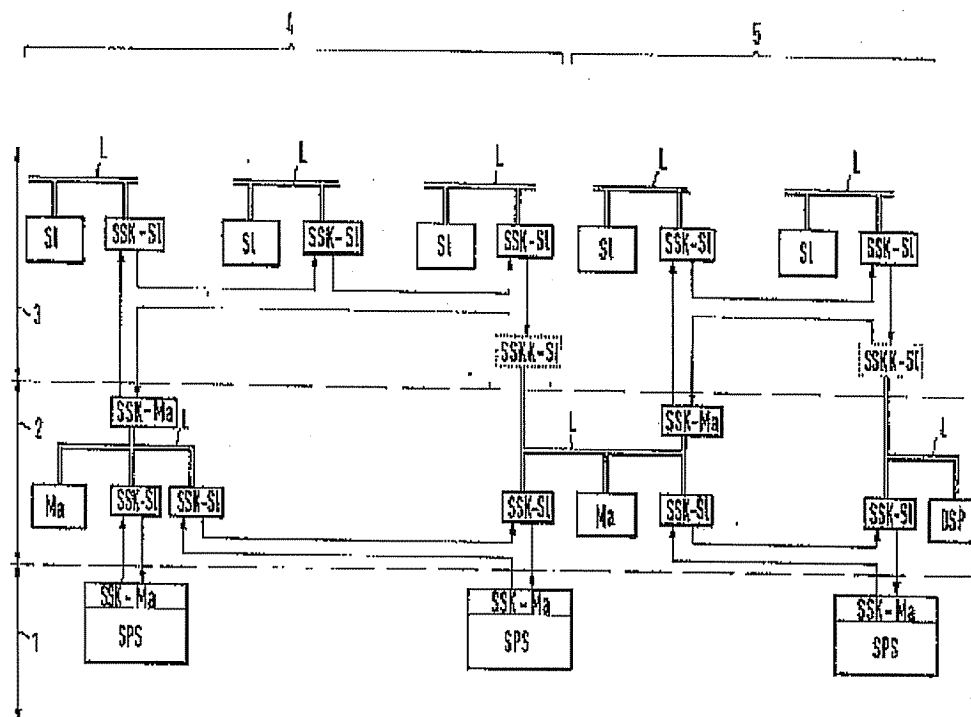 4 5
L L L L L
Sl SSK-Sl Sl SSK-Sl Sl SSK-Sl Sl SSK-Sl Sl SSK-Sl
3
SSKK-Sl SSKK-Sl
2
SSK-Ma SSK-Ma
L L L
Ma SSK-Sl SSK-Sl SSK-Sl Ma SSK-Sl SSK-Sl DSP
1
SSK-Ma SSK-Ma SSK-Ma
SPS SPS SPS